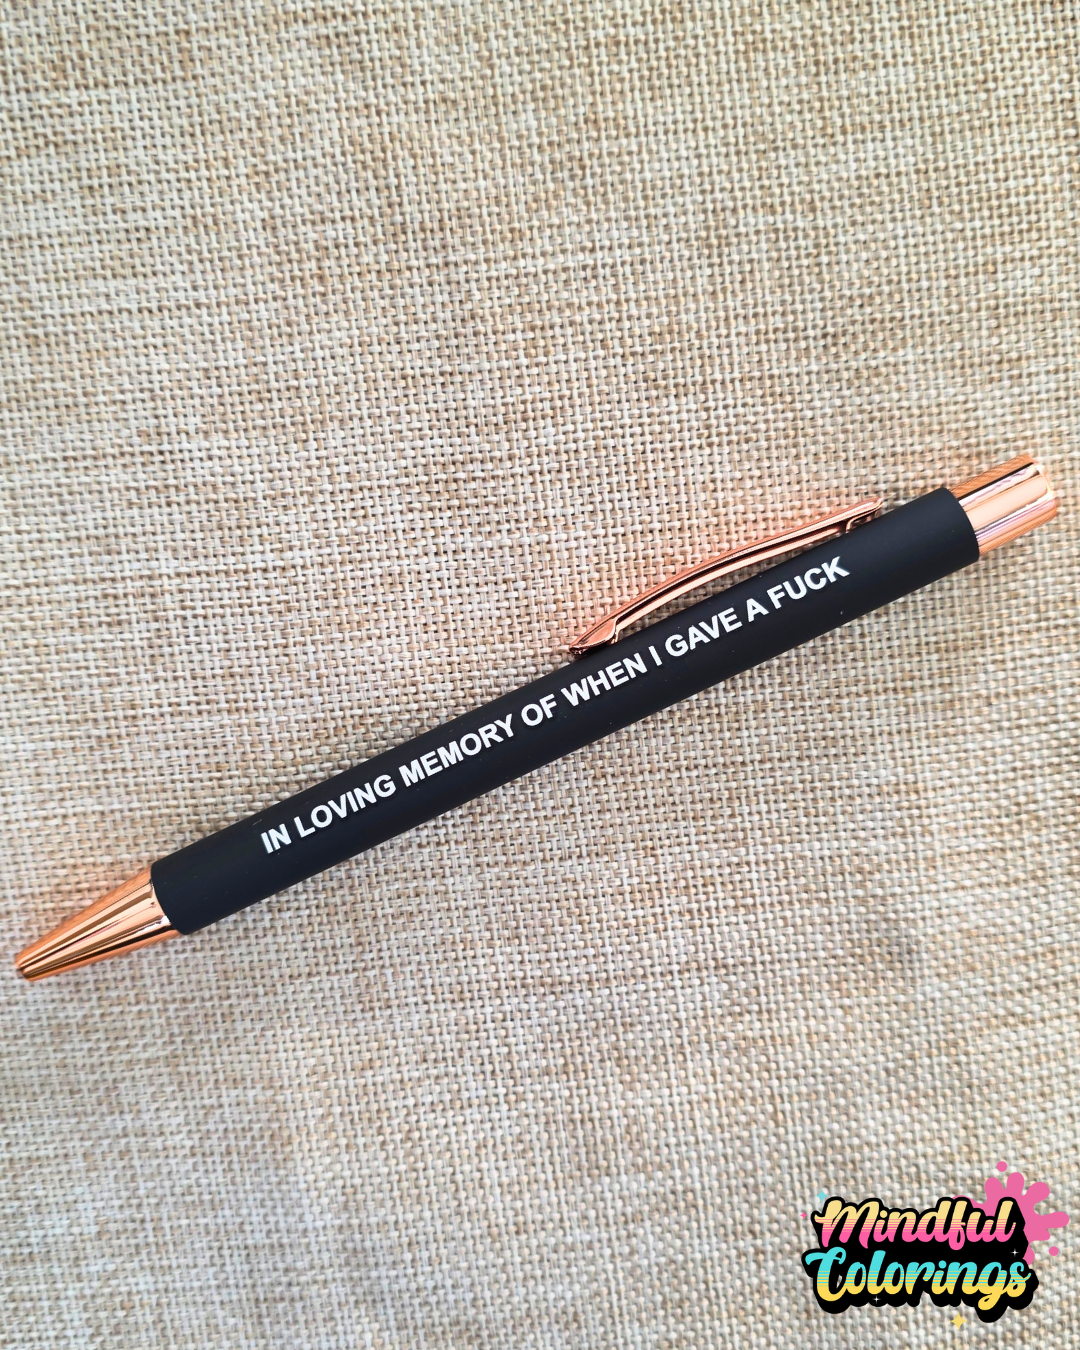 IN LOVING MEMORY OF WHEN I GAVE A FUCK
Mindful
Colorings